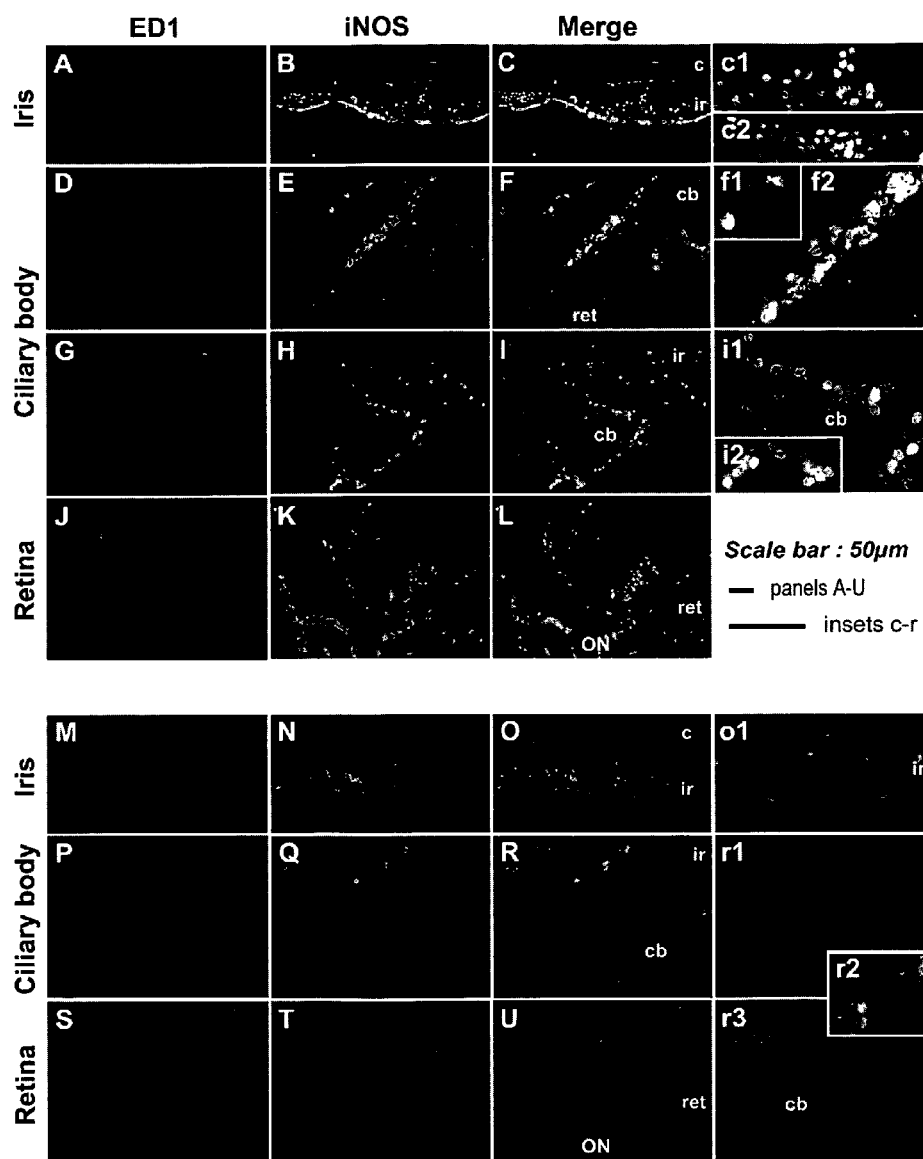 ED1 iNOS Merge
Iris
A B C c ir c1
c2
Ciliary body
D E F cb ret f1 f2
G H I ir cb i1 cb
i2
Retina
J K L ret ON
Scale bar : 50µm
panels A-U
insets c-r
Iris
M N O c ir o1 ir
Ciliary body
P Q R ir cb r1
r2
Retina
S T U ret ON r3 cb